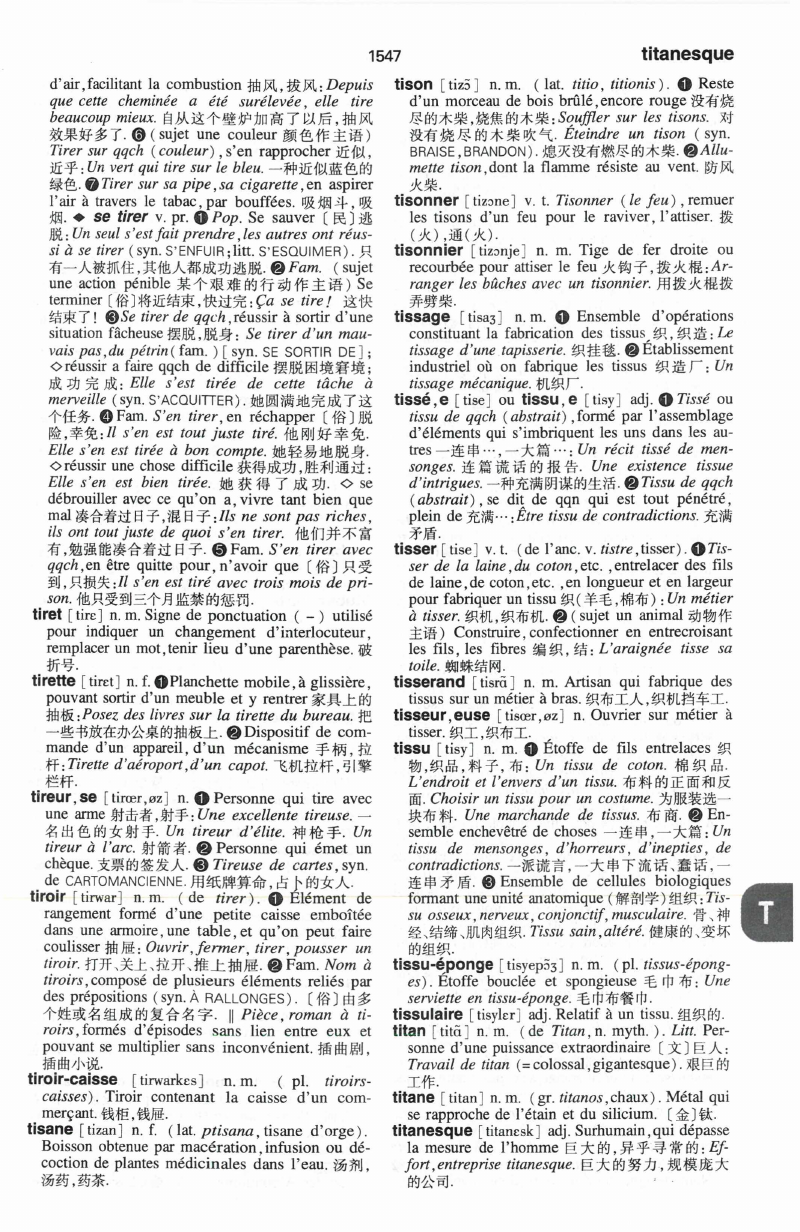 1547
titanesque
d'air,facilitant la combustion 抽风,拔风:Depuis
que cette cheminée a été surélevée, elle tire
beaucoup mieux. 自从这个壁炉加高了以后,抽风
效果好多了. ❻ (sujet une couleur 颜色作主语)
Tirer sur qqch (couleur),s'en rapprocher 近似,
近乎:Un vert qui tire sur le bleu. 一种近似蓝色的
绿色. ❼Tirer sur sa pipe,sa cigarette,en aspirer
l'air à travers le tabac,par bouffées. 吸烟斗,吸
烟. ◆ se tirer v. pr. ❶Pop. Se sauver〔民〕逃
脱:Un seul s'est fait prendre,les autres ont réus-
si à se tirer (syn. S'ENFUIR;litt. S'ESQUIMER). 只
有一人被抓住,其他人都成功逃脱. ❷ Fam. (sujet
une action pénible 某个艰难的行动作主语) Se
terminer〔俗〕将近结束,快过完:Ça se tire! 这快
结束了! ❸Se tirer de qqch,réussir à sortir d'une
situation fâcheuse 摆脱,脱身: Se tirer d'un mau-
vais pas,du pétrin(fam.)[syn. SE SORTIR DE];
◇réussir a faire qqch de difficile 摆脱困境窘境;
成功完成: Elle s'est tirée de cette tâche à
merveille (syn. S'ACQUITTER). 她圆满地完成了这
个任务. ❹ Fam. S'en tirer,en réchapper〔俗〕脱
险,幸免:Il s'en est tout juste tiré. 他刚好幸免.
Elle s'en est tirée à bon compte. 她轻易地脱身.
◇réussir une chose difficile 获得成功,胜利通过:
Elle s'en est bien tirée. 她获得了成功. ◇ se
débrouiller avec ce qu'on a,vivre tant bien que
mal 凑合着过日子,混日子:Ils ne sont pas riches,
ils ont tout juste de quoi s'en tirer. 他们并不富
有,勉强能凑合着过日子. ❺ Fam. S'en tirer avec
qqch,en être quitte pour,n'avoir que〔俗〕只受
到,只损失:Il s'en est tiré avec trois mois de pri-
son. 他只受到三个月监禁的惩罚.
tiret [tirɛ] n. m. Signe de ponctuation (－) utilisé
pour indiquer un changement d'interlocuteur,
remplacer un mot,tenir lieu d'une parenthèse. 破
折号.
tirette [tirɛt] n. f. ❶Planchette mobile,à glissière,
pouvant sortir d'un meuble et y rentrer 家具上的
抽板:Posez des livres sur la tirette du bureau. 把
一些书放在办公桌的抽板上. ❷ Dispositif de com-
mande d'un appareil,d'un mécanisme 手柄,拉
杆:Tirette d'aéroport,d'un capot. 飞机拉杆,引擎
栏杆.
tireur,se [tirœr,øz] n. ❶ Personne qui tire avec
une arme 射击者,射手:Une excellente tireuse. 一
名出色的女射手. Un tireur d'élite. 神枪手. Un
tireur à l'arc. 射箭者. ❷ Personne qui émet un
chèque. 支票的签发人. ❸ Tireuse de cartes,syn.
de CARTOMANCIENNE. 用纸牌算命,占卜的女人.
tiroir [tirwar] n. m. (de tirer). ❶ Élément de
rangement formé d'une petite caisse emboîtée
dans une armoire,une table,et qu'on peut faire
coulisser 抽屉: Ouvrir,fermer,tirer,pousser un
tiroir. 打开、关上、拉开、推上抽屉. ❷ Fam. Nom à
tiroirs,composé de plusieurs éléments reliés par
des prépositions (syn. À RALLONGES).〔俗〕由多
个姓或名组成的复合名字. ‖ Pièce,roman à ti-
roirs,formés d'épisodes sans lien entre eux et
pouvant se multiplier sans inconvénient. 插曲剧,
插曲小说.
tiroir-caisse [tirwarkɛs] n. m. (pl. tiroirs-
caisses). Tiroir contenant la caisse d'un com-
merçant. 钱柜,钱屉.
tisane [tizan] n. f. (lat. ptisana,tisane d'orge).
Boisson obtenue par macération,infusion ou dé-
coction de plantes médicinales dans l'eau. 汤剂,
汤药,药茶.
tison [tizɔ̃] n. m. (lat. titio, titionis). ❶ Reste
d'un morceau de bois brûlé,encore rouge 没有烧
尽的木柴,烧焦的木柴:Souffler sur les tisons. 对
没有烧尽的木柴吹气. Éteindre un tison (syn.
BRAISE,BRANDON). 熄灭没有燃尽的木柴. ❷Allu-
mette tison,dont la flamme résiste au vent. 防风
火柴.
tisonner [tizɔne] v. t. Tisonner (le feu),remuer
les tisons d'un feu pour le raviver,l'attiser. 拨
(火),通(火).
tisonnier [tizɔnje] n. m. Tige de fer droite ou
recourbée pour attiser le feu 火钩子,拨火棍:Ar-
ranger les bûches avec un tisonnier. 用拨火棍拨
弄劈柴.
tissage [tisaʒ] n. m. ❶ Ensemble d'opérations
constituant la fabrication des tissus 织,织造:Le
tissage d'une tapisserie. 织挂毯. ❷ Établissement
industriel où on fabrique les tissus 织造厂:Un
tissage mécanique. 机织厂.
tissé,e [tise] ou tissu,e [tisy] adj. ❶ Tissé ou
tissu de qqch (abstrait),formé par l'assemblage
d'éléments qui s'imbriquent les uns dans les au-
tres 一连串…,一大篇…: Un récit tissé de men-
songes. 连篇谎话的报告. Une existence tissue
d'intrigues. 一种充满阴谋的生活. ❷Tissu de qqch
(abstrait),se dit de qqn qui est tout pénétré,
plein de 充满…:Être tissu de contradictions. 充满
矛盾.
tisser [tise] v. t. (de l'anc. v. tistre,tisser). ❶Tis-
ser de la laine,du coton,etc.,entrelacer des fils
de laine,de coton,etc.,en longueur et en largeur
pour fabriquer un tissu 织(羊毛,棉布):Un métier
à tisser. 织机,织布机. ❷ (sujet un animal 动物作
主语) Construire,confectionner en entrecroisant
les fils, les fibres 编织,结: L'araignée tisse sa
toile. 蜘蛛结网.
tisserand [tisrɑ̃] n. m. Artisan qui fabrique des
tissus sur un métier à bras. 织布工人,织机挡车工.
tisseur,euse [tisœr,øz] n. Ouvrier sur métier à
tisser. 织工,织布工.
tissu [tisy] n. m. ❶ Étoffe de fils entrelaces 织
物,织品,料子,布: Un tissu de coton. 棉织品.
L'endroit et l'envers d'un tissu. 布料的正面和反
面. Choisir un tissu pour un costume. 为服装选一
块布料. Une marchande de tissus. 布商. ❷ En-
semble enchevêtré de choses 一连串,一大篇:Un
tissu de mensonges, d'horreurs, d'inepties, de
contradictions. 一派谎言,一大串下流话、蠢话,一
连串矛盾. ❸ Ensemble de cellules biologiques
formant une unité anatomique (解剖学)组织:Tis-
su osseux,nerveux,conjonctif,musculaire. 骨、神
经、结缔、肌肉组织. Tissu sain,altéré. 健康的、变坏
的组织.
tissu-éponge [tisyepɔ̃ʒ] n. m. (pl. tissus-épong-
es). Étoffe bouclée et spongieuse 毛巾布: Une
serviette en tissu-éponge. 毛巾布餐巾.
tissulaire [tisylɛr] adj. Relatif à un tissu. 组织的.
titan [titɑ̃] n. m. (de Titan,n. myth.). Litt. Per-
sonne d'une puissance extraordinaire〔文〕巨人:
Travail de titan (=colossal,gigantesque). 艰巨的
工作.
titane [titan] n. m. (gr. titanos,chaux). Métal qui
se rapproche de l'étain et du silicium.〔金〕钛.
titanesque [titanɛsk] adj. Surhumain,qui dépasse
la mesure de l'homme 巨大的,异乎寻常的:Ef-
fort,entreprise titanesque. 巨大的努力,规模庞大
的公司.
T